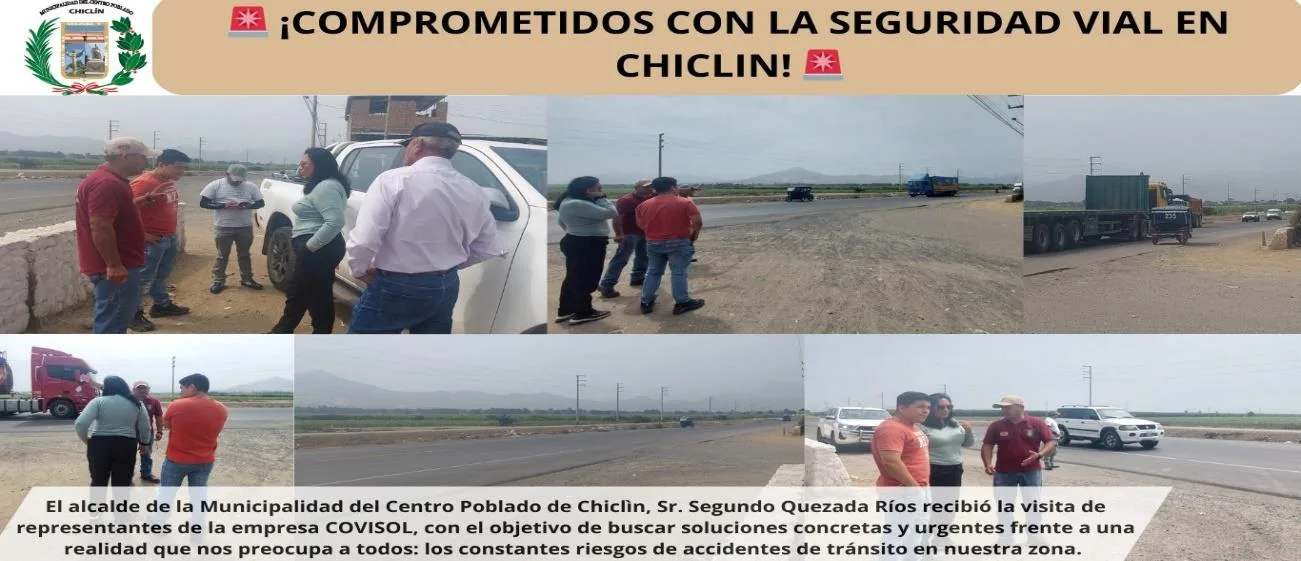 MUNICIPALIDAD DEL CENTRO POBLADO
CHICLÍN
🚨 ¡COMPROMETIDOS CON LA SEGURIDAD VIAL EN
CHICLIN! 🚨
255
El alcalde de la Municipalidad del Centro Poblado de Chiclìn, Sr. Segundo Quezada Ríos recibió la visita de
representantes de la empresa COVISOL, con el objetivo de buscar soluciones concretas y urgentes frente a una
realidad que nos preocupa a todos: los constantes riesgos de accidentes de tránsito en nuestra zona.